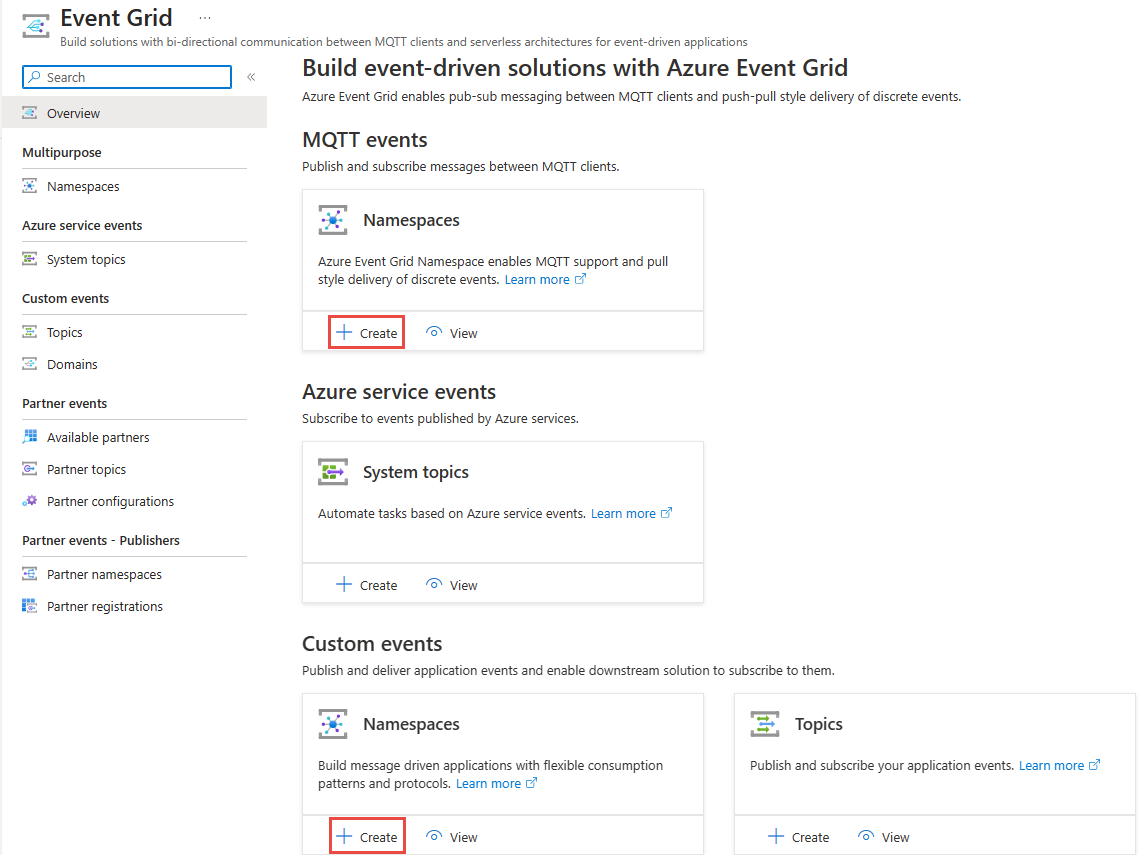 Event Grid ...
Build solutions with bi-directional communication between MQTT clients and serverless architectures for event-driven applications
Search «
Overview
Multipurpose
Namespaces
Azure service events
System topics
Custom events
Topics
Domains
Partner events
Available partners
Partner topics
Partner configurations
Partner events - Publishers
Partner namespaces
Partner registrations
Build event-driven solutions with Azure Event Grid
Azure Event Grid enables pub-sub messaging between MQTT clients and push-pull style delivery of discrete events.
MQTT events
Publish and subscribe messages between MQTT clients.
Namespaces
Azure Event Grid Namespace enables MQTT support and pull
style delivery of discrete events. Learn more
Create View
Azure service events
Subscribe to events published by Azure services.
System topics
Automate tasks based on Azure service events. Learn more
Create View
Custom events
Publish and deliver application events and enable downstream solution to subscribe to them.
Namespaces
Build message driven applications with flexible consumption
patterns and protocols. Learn more
Create View
Topics
Publish and subscribe your application events. Learn more
Create View